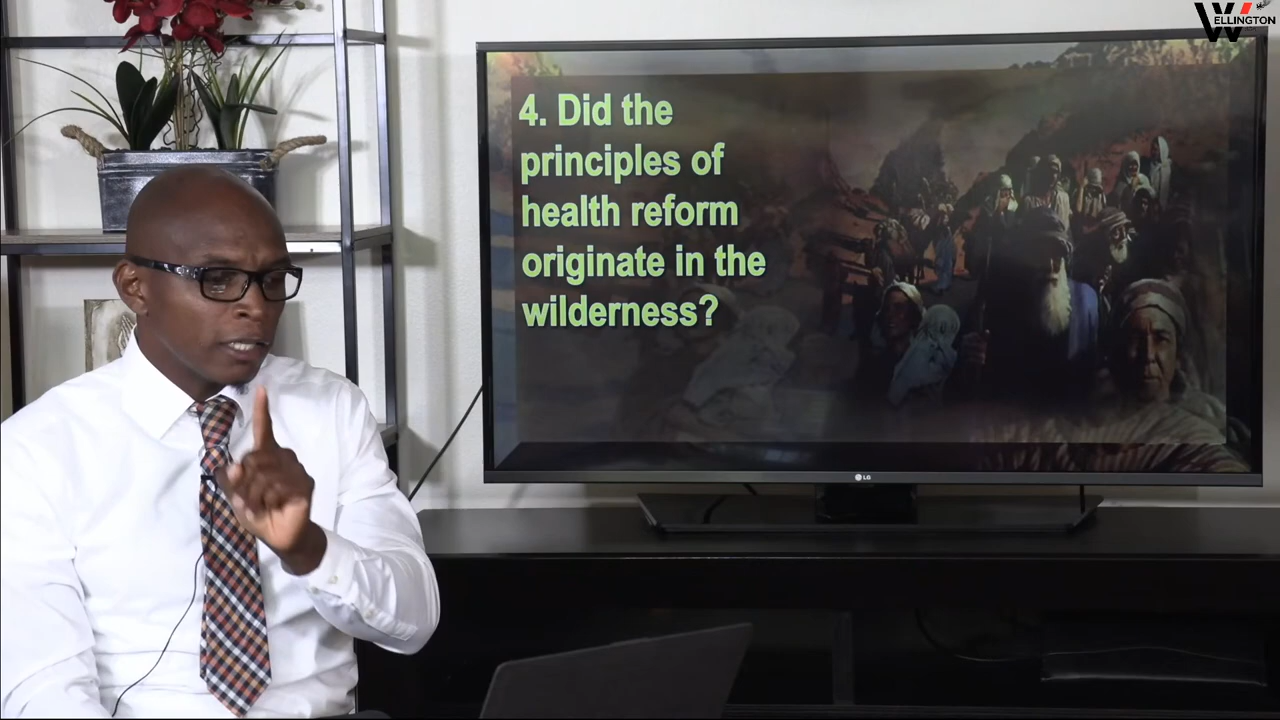 WELLINGTON
4. Did the
principles of
health reform
originate in the
wilderness?
LG